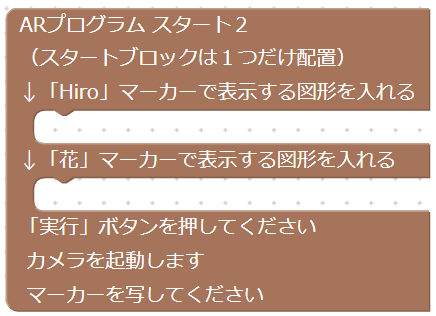 ARプログラム スタート２
（スタートブロックは１つだけ配置）
↓「Hiro」マーカーで表示する図形を入れる
↓「花」マーカーで表示する図形を入れる
「実行」ボタンを押してください
カメラを起動します
マーカーを写してください